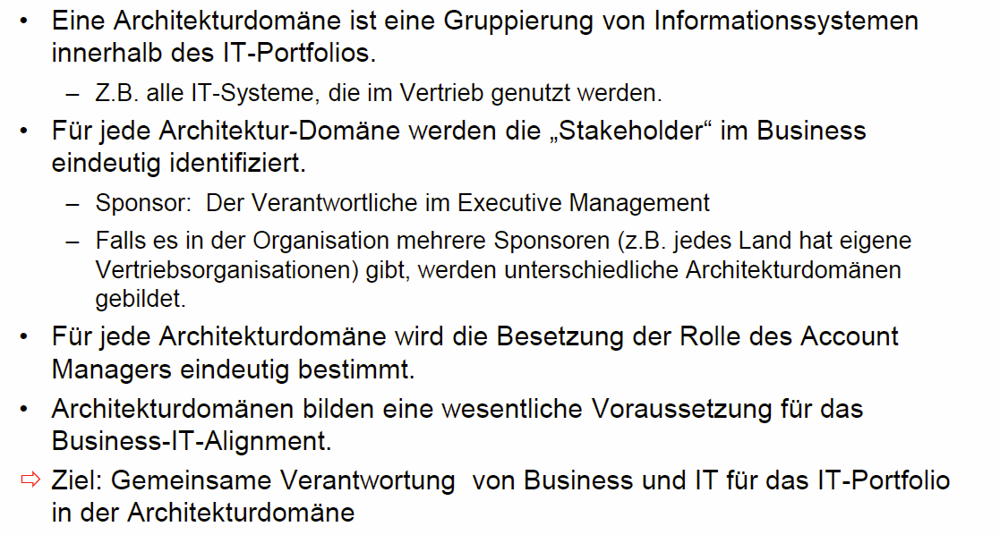 • Eine Architekturdomäne ist eine Gruppierung von Informationssystemen
innerhalb des IT-Portfolios.
– Z.B. alle IT-Systeme, die im Vertrieb genutzt werden.
• Für jede Architektur-Domäne werden die „Stakeholder“ im Business
eindeutig identifiziert.
– Sponsor:  Der Verantwortliche im Executive Management
– Falls es in der Organisation mehrere Sponsoren (z.B. jedes Land hat eigene
Vertriebsorganisationen) gibt, werden unterschiedliche Architekturdomänen
gebildet.
• Für jede Architekturdomäne wird die Besetzung der Rolle des Account
Managers eindeutig bestimmt.
• Architekturdomänen bilden eine wesentliche Voraussetzung für das
Business-IT-Alignment.
⇨ Ziel: Gemeinsame Verantwortung  von Business und IT für das IT-Portfolio
in der Architekturdomäne